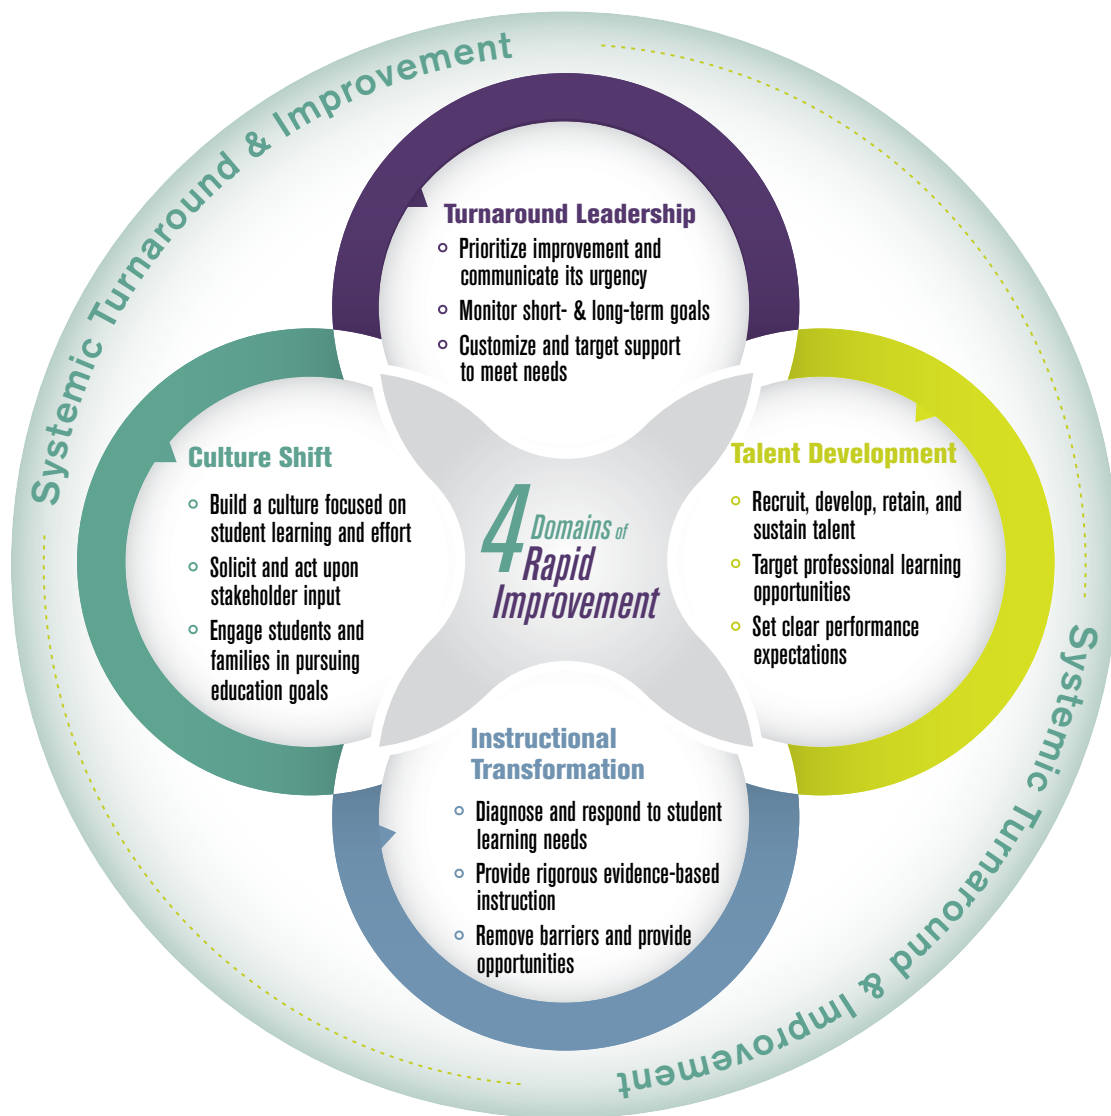 Systemic Turnaround & Improvement
Turnaround Leadership
Prioritize improvement and
communicate its urgency
Monitor short- & long-term goals
Customize and target support
to meet needs
Culture Shift
Build a culture focused on
student learning and effort
Solicit and act upon
stakeholder input
Engage students and
families in pursuing
education goals
4 Domains of
Rapid
Improvement
Talent Development
Recruit, develop, retain, and
sustain talent
Target professional learning
opportunities
Set clear performance
expectations
Instructional
Transformation
Diagnose and respond to student
learning needs
Provide rigorous evidence-based
instruction
Remove barriers and provide
opportunities
Systemic Turnaround & Improvement